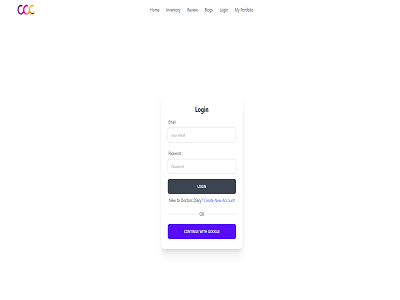 CCC
Home Inventory Review Blogs Login My Portfolio
Login
Email
your email
Password
Password
LOGIN
New to Doctors Diary? Create New Account
OR
CONTINUE WITH GOOGLE